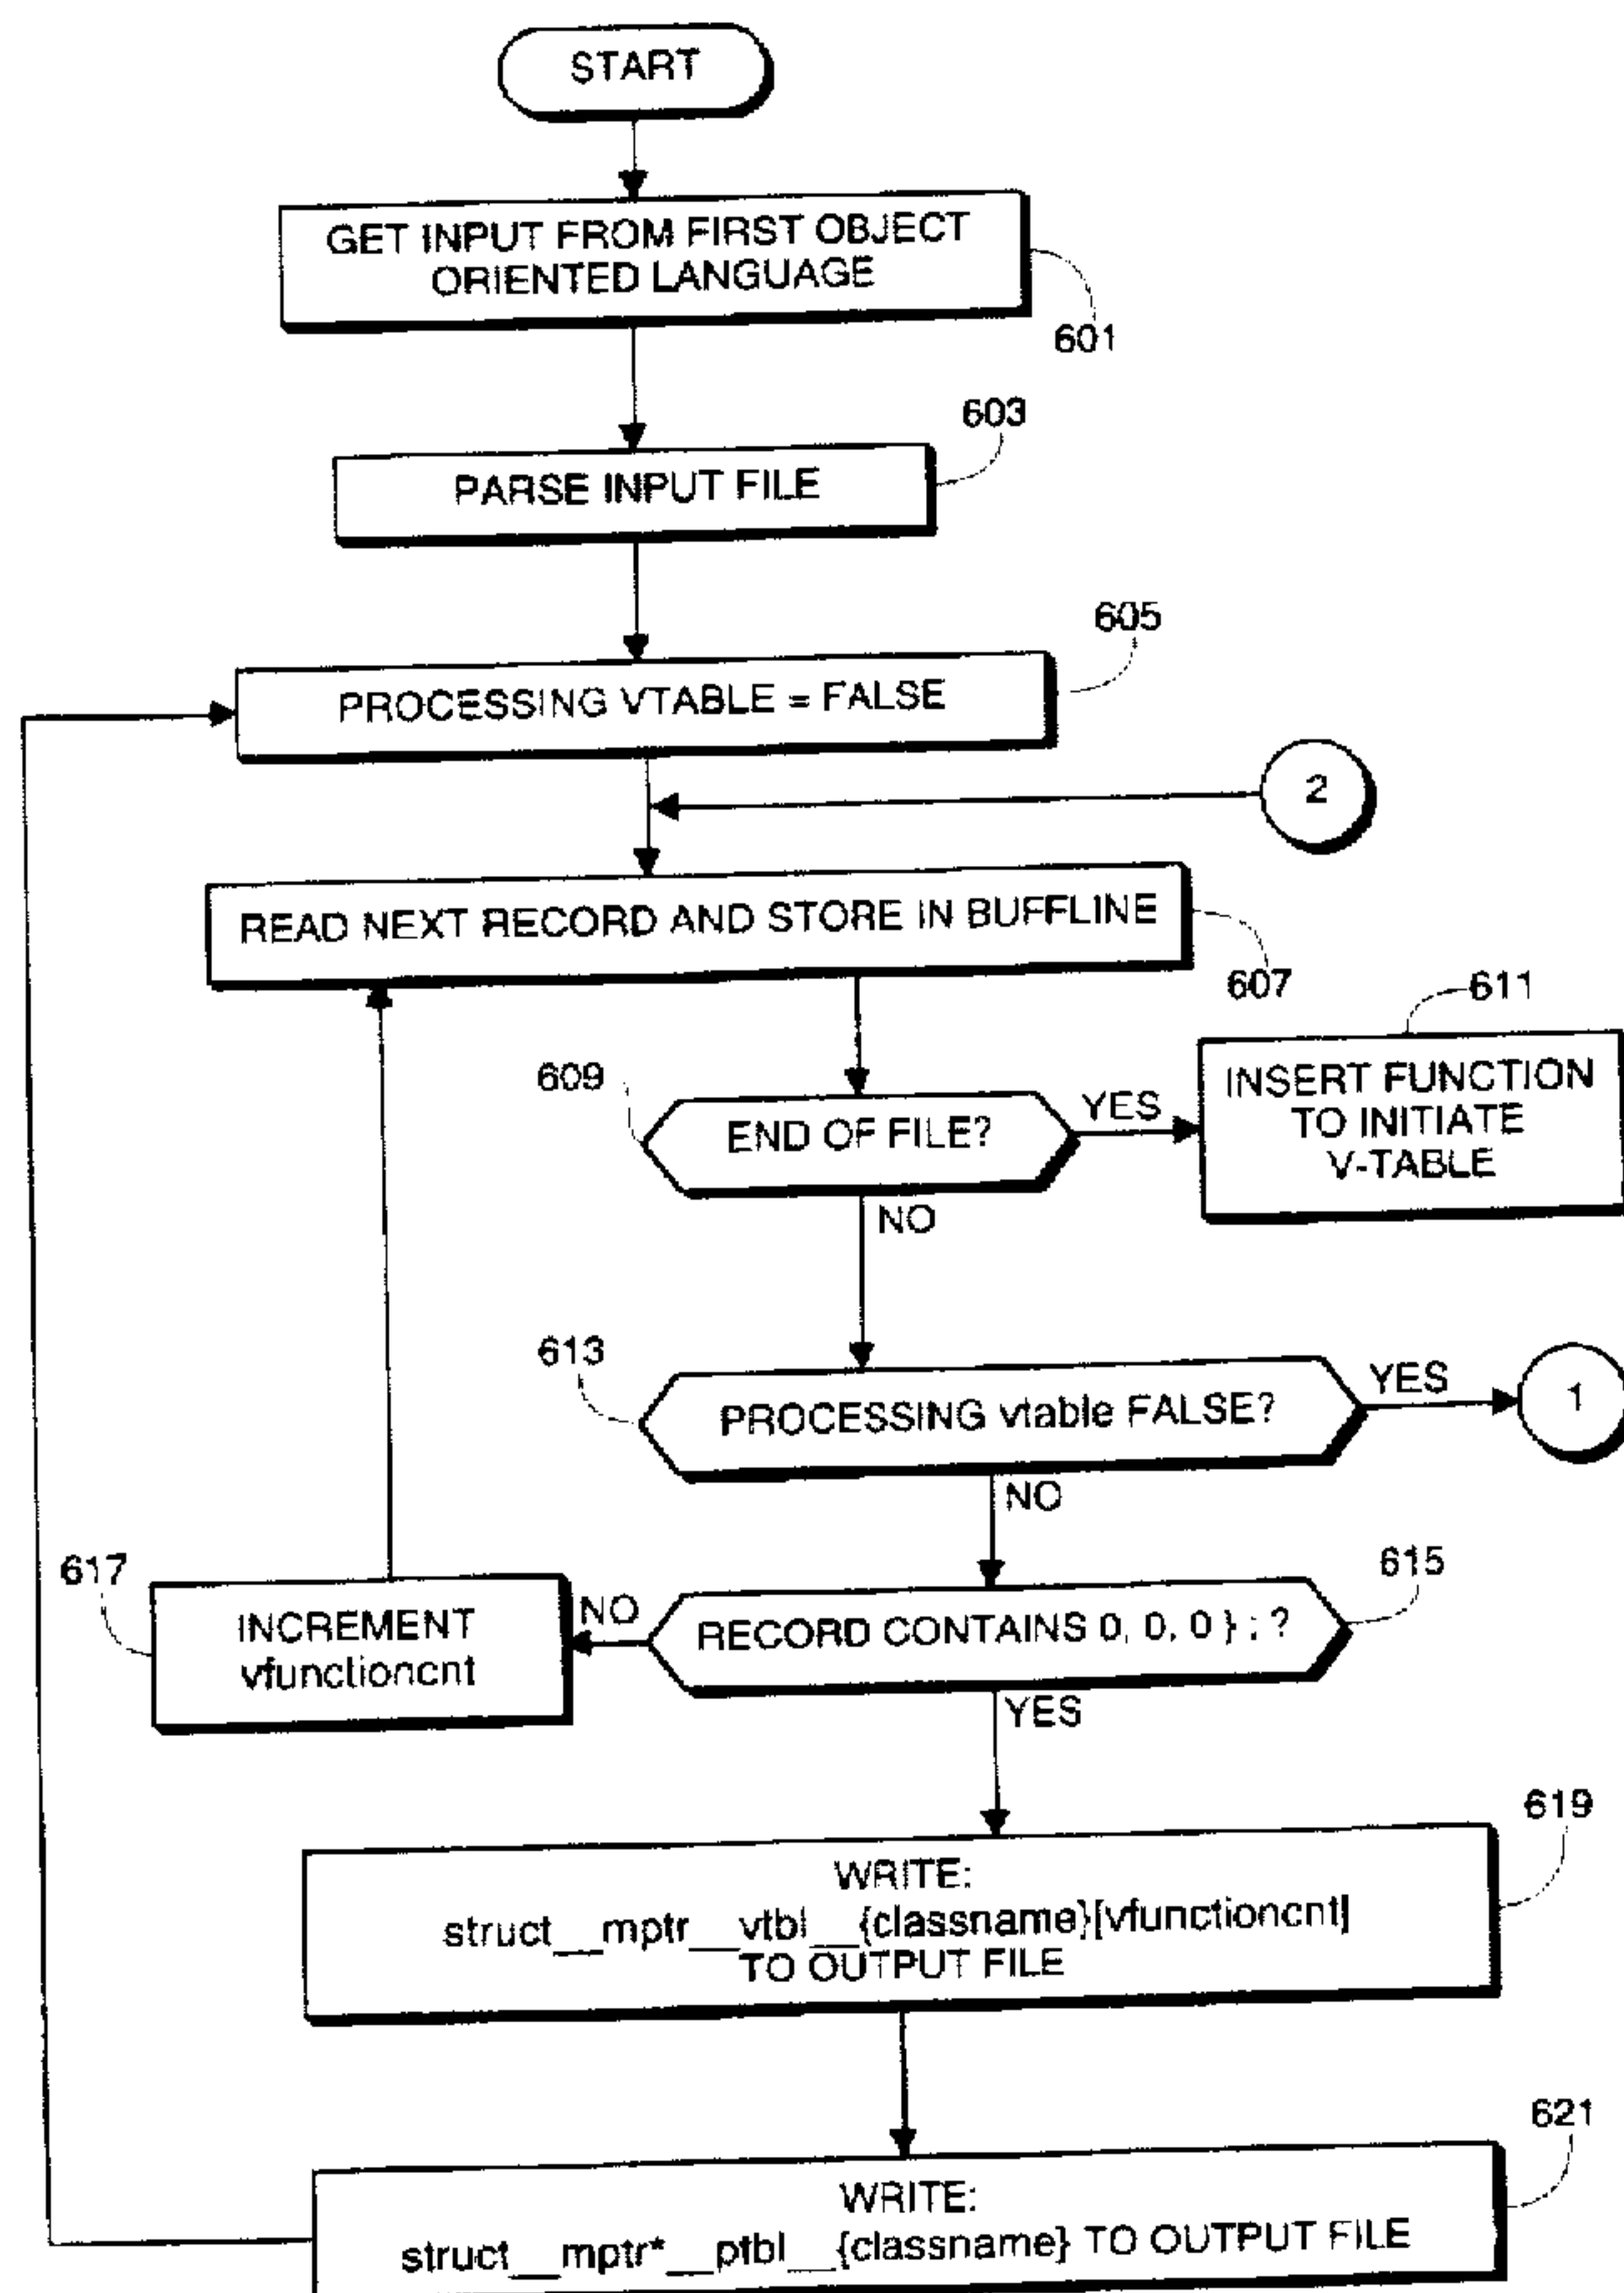 START
GET INPUT FROM FIRST OBJECT
ORIENTED LANGUAGE
601
603
PARSE INPUT FILE
605
PROCESSING VTABLE = FALSE
2
READ NEXT RECORD AND STORE IN BUFFLINE
607
611
609
END OF FILE?
YES
INSERT FUNCTION
TO INITIATE
V-TABLE
NO
613
PROCESSING vtable FALSE?
YES
1
NO
617
615
INCREMENT
vfunctioncnt
NO
RECORD CONTAINS 0, 0, 0 } ; ?
YES
619
WRITE:
struct__mptr__vtbl__{classname}[vfunctioncnt]
TO OUTPUT FILE
621
WRITE:
struct__mptr*__ptbl__{classname} TO OUTPUT FILE